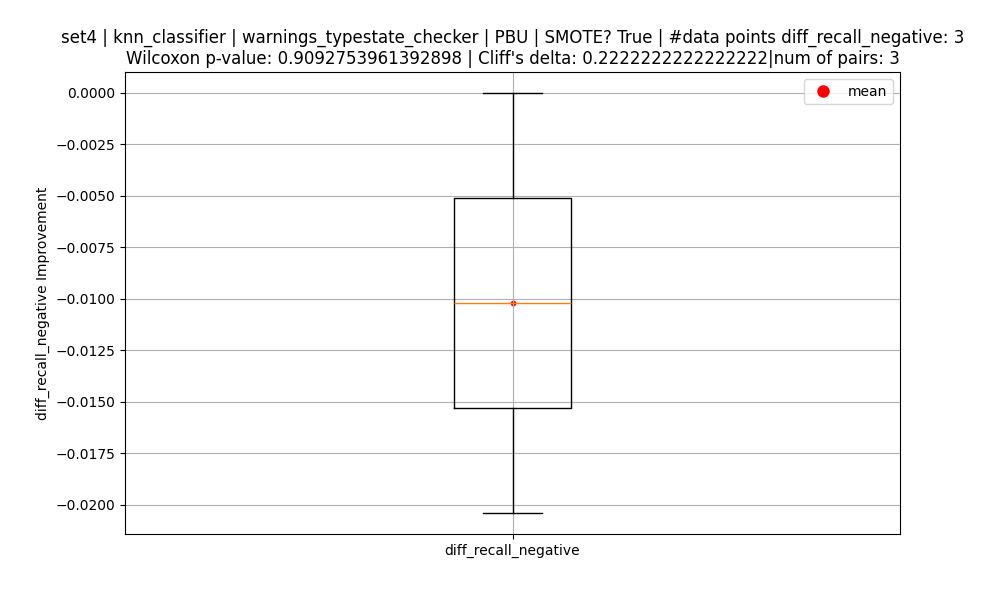 set4 | knn_classifier | warnings_typestate_checker | PBU | SMOTE? True | #data points diff_recall_negative: 3
Wilcoxon p-value: 0.9092753961392898 | Cliff's delta: 0.2222222222222222|num of pairs: 3
mean
0.0000
−0.0025
−0.0050
−0.0075
−0.0100
−0.0125
−0.0150
−0.0175
−0.0200
diff_recall_negative Improvement
diff_recall_negative